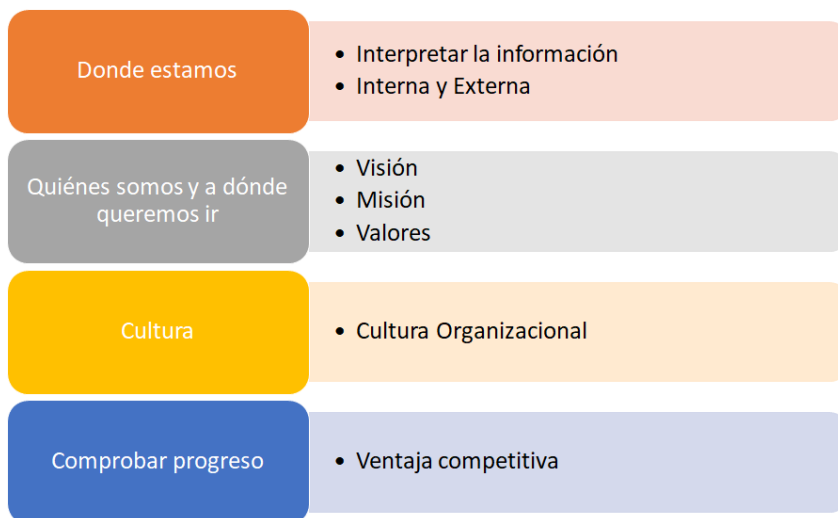 Donde estamos
• Interpretar la información
• Interna y Externa
Quiénes somos y a dónde
queremos ir
• Visión
• Misión
• Valores
Cultura
• Cultura Organizacional
Comprobar progreso
• Ventaja competitiva